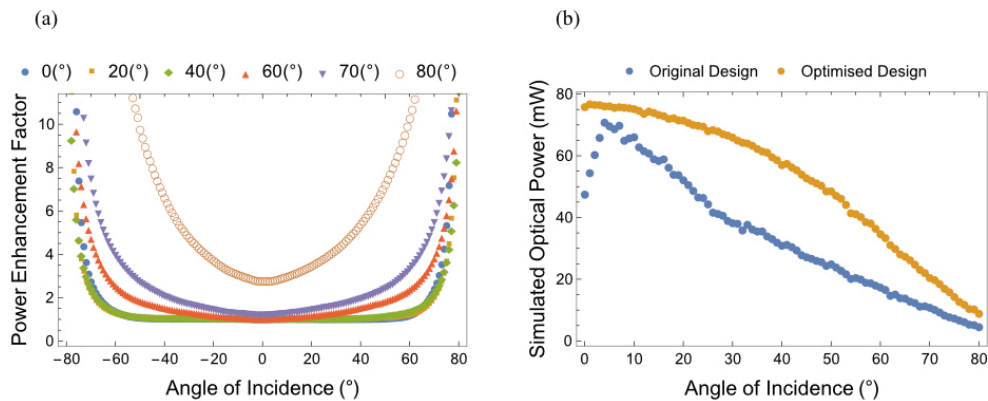 (a)
0(°) 20(°) 40(°) 60(°) 70(°) 80(°)
Power Enhancement Factor
10
8
6
4
2
0
−80 −60 −40 −20 0 20 40 60 80
Angle of Incidence (°)
(b)
Original Design Optimised Design
Simulated Optical Power (mW)
80
60
40
20
0
0 10 20 30 40 50 60 70 80
Angle of Incidence (°)